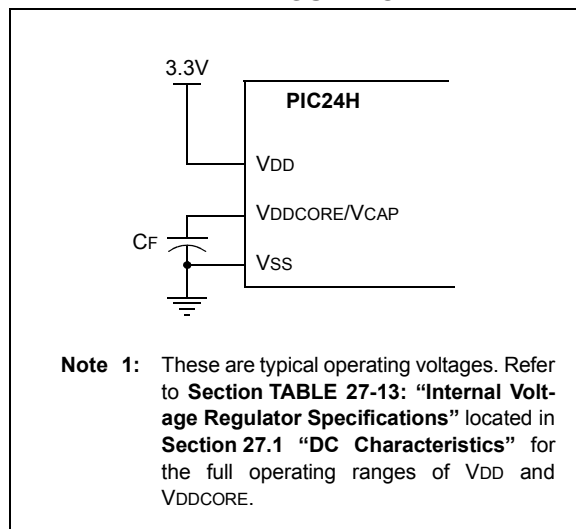 3.3V
PIC24H
VDD
VDDCORE/VCAP
CF
VSS
Note 1: These are typical operating voltages. Refer
to Section TABLE 27-13: “Internal Volt-
age Regulator Specifications” located in
Section 27.1 “DC Characteristics” for
the full operating ranges of VDD and
VDDCORE.